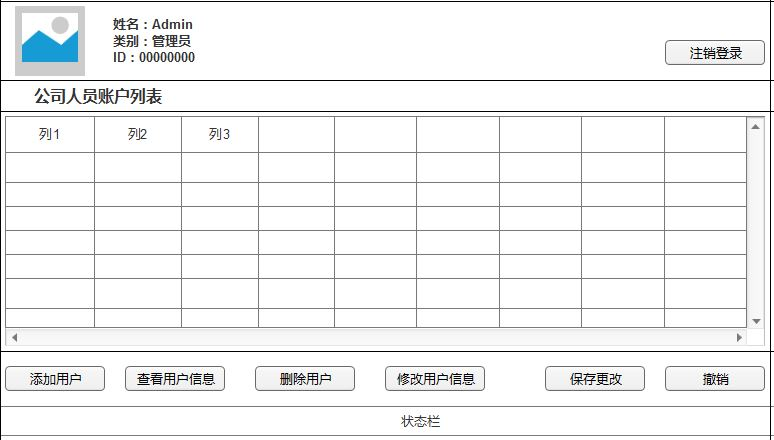 姓名：Admin
类别：管理员
ID：00000000
注销登录
公司人员账户列表
列1 列2 列3
添加用户 查看用户信息 删除用户 修改用户信息 保存更改 撤销
状态栏